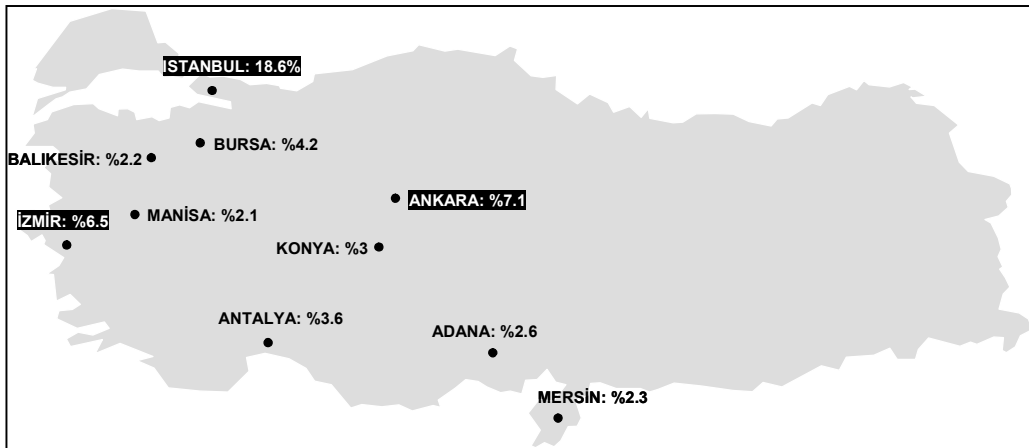 İSTANBUL: 18.6%
BURSA: %4.2
BALIKESİR: %2.2
ANKARA: %7.1
MANİSA: %2.1
İZMİR: %6.5
KONYA: %3
ANTALYA: %3.6
ADANA: %2.6
MERSİN: %2.3